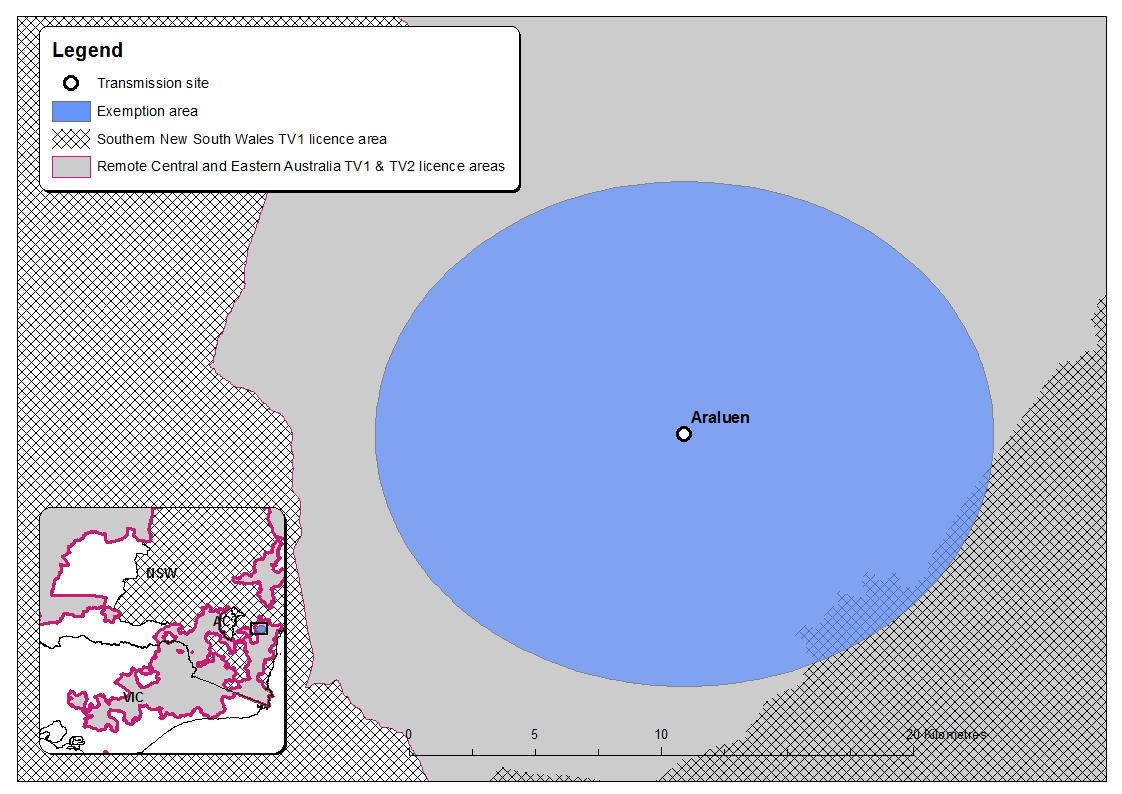 Legend
Transmission site
Exemption area
Southern New South Wales TV1 licence area
Remote Central and Eastern Australia TV1 & TV2 licence areas
Araluen
NSW
ACT
VIC
0 5 10 20 Kilometres